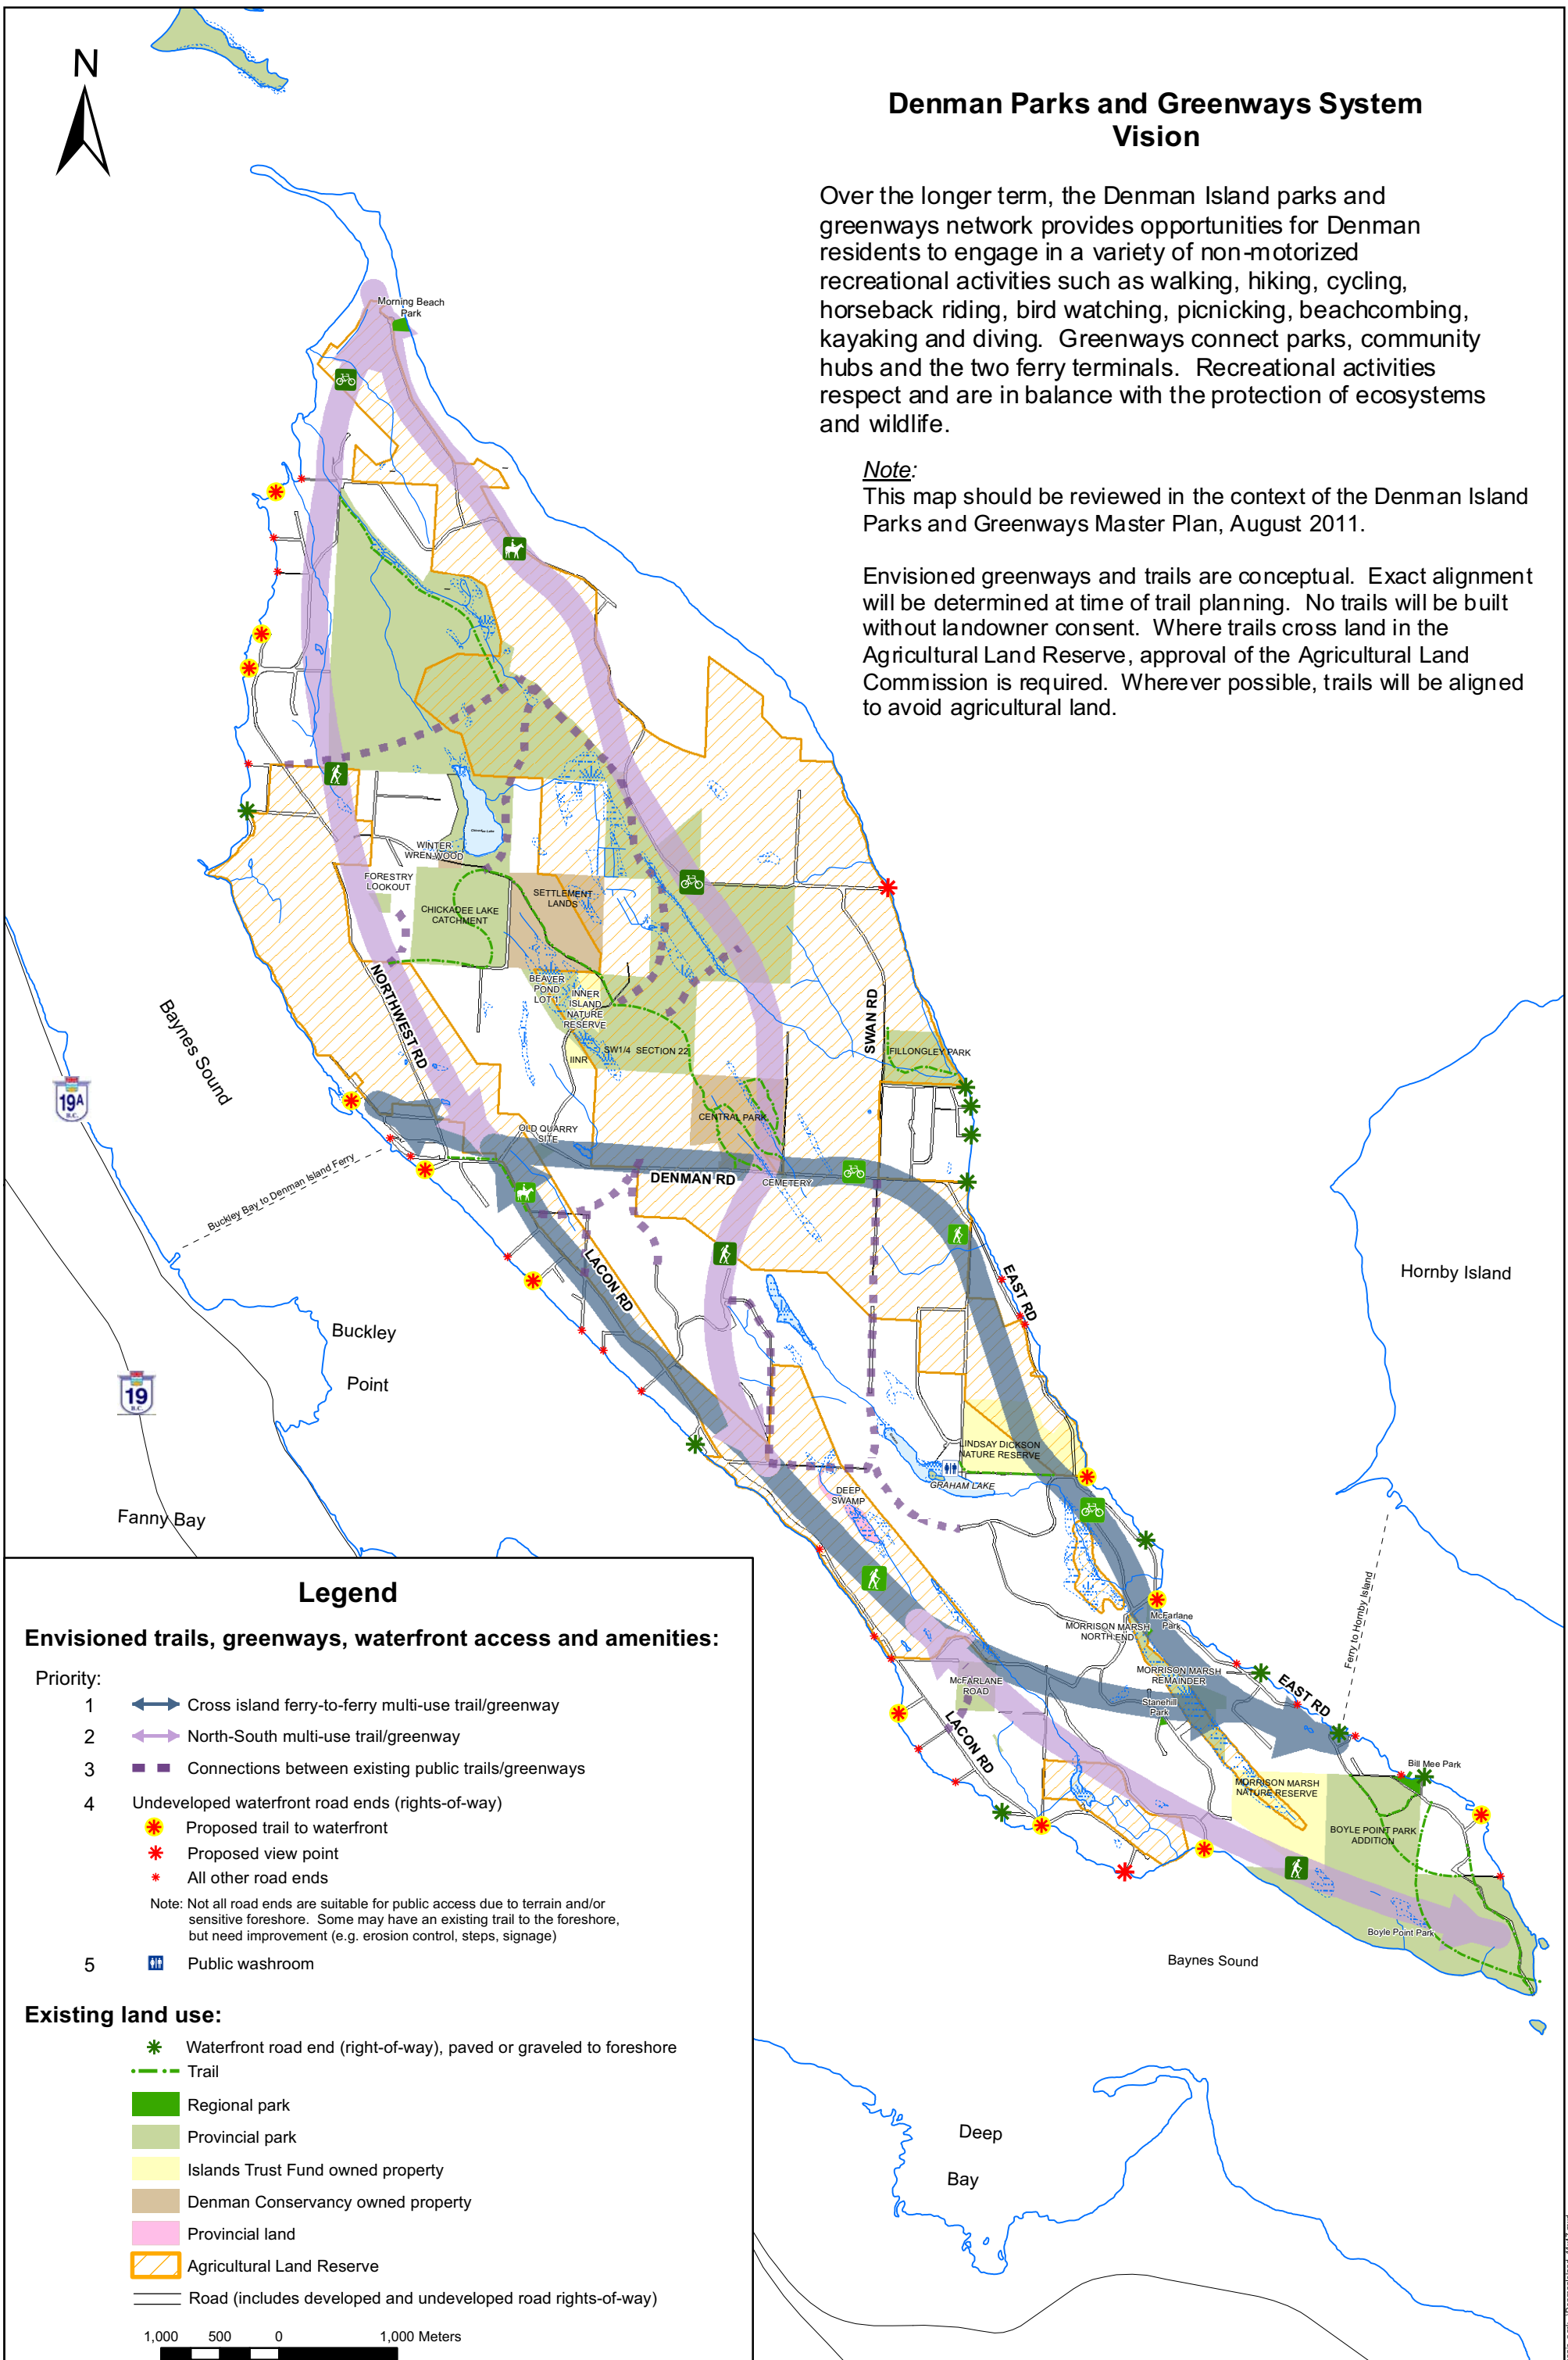 N
Denman Parks and Greenways System
Vision
Over the longer term, the Denman Island parks and
greenways network provides opportunities for Denman
residents to engage in a variety of non-motorized
recreational activities such as walking, hiking, cycling,
horseback riding, bird watching, picnicking, beachcombing,
kayaking and diving. Greenways connect parks, community
hubs and the two ferry terminals. Recreational activities
respect and are in balance with the protection of ecosystems
and wildlife.
Note:
This map should be reviewed in the context of the Denman Island
Parks and Greenways Master Plan, August 2011.
Envisioned greenways and trails are conceptual. Exact alignment
will be determined at time of trail planning. No trails will be built
without landowner consent. Where trails cross land in the
Agricultural Land Reserve, approval of the Agricultural Land
Commission is required. Wherever possible, trails will be aligned
to avoid agricultural land.
Morning Beach
Park
Chickadee Lake
WINTER
WREN WOOD
FORESTRY
LOOKOUT
CHICKADEE LAKE
CATCHMENT
SETTLEMENT
LANDS
BEAVER
POND
LOT 1
INNER
ISLAND
NATURE
RESERVE
IINR
SW1/4 SECTION 22
NORTHWEST RD
SWAN RD
FILLONGLEY PARK
CENTRAL PARK
OLD QUARRY
SITE
DENMAN RD
CEMETERY
Baynes Sound
19A
B.C.
Buckley Bay to Denman Island Ferry
LACON RD
EAST RD
Hornby Island
Buckley
Point
19
B.C.
Fanny Bay
LINDSAY DICKSON
NATURE RESERVE
GRAHAM LAKE
DEEP
SWAMP
McFarlane
Park
MORRISON MARSH
NORTH END
MORRISON MARSH
REMAINDER
Stanehill
Park
McFARLANE
ROAD
LACON RD
EAST RD
Ferry to Hornby Island
Bill Mee Park
MORRISON MARSH
NATURE RESERVE
BOYLE POINT PARK
ADDITION
Boyle Point Park
Baynes Sound
Deep
Bay
Legend
Envisioned trails, greenways, waterfront access and amenities:
Priority:
1 Cross island ferry-to-ferry multi-use trail/greenway
2 North-South multi-use trail/greenway
3 Connections between existing public trails/greenways
4 Undeveloped waterfront road ends (rights-of-way)
Proposed trail to waterfront
Proposed view point
All other road ends
Note: Not all road ends are suitable for public access due to terrain and/or
sensitive foreshore. Some may have an existing trail to the foreshore,
but need improvement (e.g. erosion control, steps, signage)
5 Public washroom
Existing land use:
Waterfront road end (right-of-way), paved or graveled to foreshore
Trail
Regional park
Provincial park
Islands Trust Fund owned property
Denman Conservancy owned property
Provincial land
Agricultural Land Reserve
Road (includes developed and undeveloped road rights-of-way)
1,000 500 0 1,000 Meters